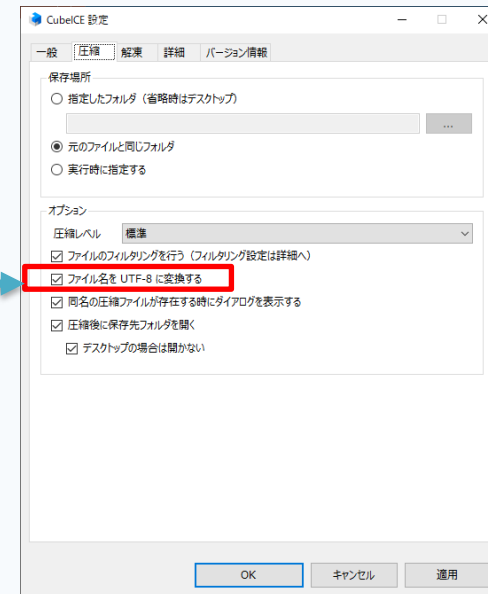 CubeICE 設定
一般 圧縮 解凍 詳細 バージョン情報
保存場所
指定したフォルダ（省略時はデスクトップ）
...
元のファイルと同じフォルダ
実行時に指定する
オプション
圧縮レベル 標準
ファイルのフィルタリングを行う（フィルタリング設定は詳細へ）
ファイル名を UTF-8 に変換する
同名の圧縮ファイルが存在する時にダイアログを表示する
圧縮後に保存先フォルダを開く
デスクトップの場合は開かない
OK キャンセル 適用